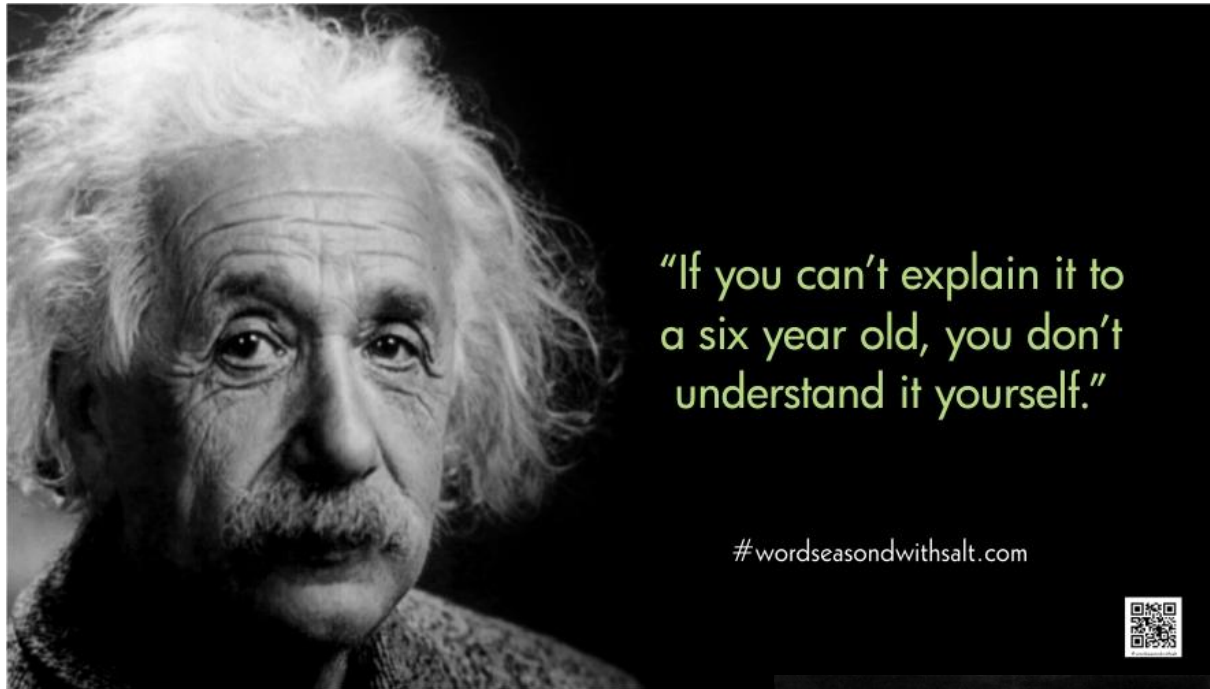 “If you can’t explain it to
a six year old, you don’t
understand it yourself.”
#wordseasondwithsalt.com